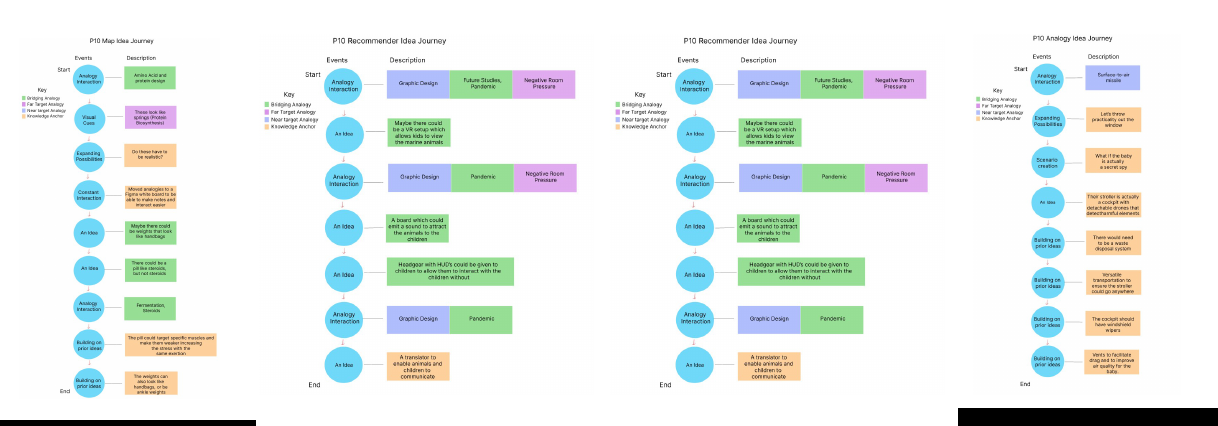 P10 Map Idea Journey
Events
Description
Start
Key
Bridging Analogy
Far Target Analogy
Near target Analogy
Knowledge Anchor
Analogy
Interaction
Amino Acid and
protein design
Visual
Cues
These look like
springy (Protein
Biosynthesis)
Expanding
Possibilities
Do these have to
be realistic?
Constant
Interaction
Moved analogies to a
Figma white board to be
able to make notes and
interact easier
An Idea
Maybe there could
be weights that look
like handbags
An Idea
There could be a
pill like steroids,
but not steroids
Analogy
Interaction
Fermentation,
Steroids
Building on
prior ideas
The pill could target specific muscles and
make them weaker increasing
the stress with the
same exertion
Building on
prior ideas
The weights can
also look like
handbags, or be
ankle weights
End
P10 Recommender Idea Journey
Events
Description
Start
Key
Bridging Analogy
Far Target Analogy
Near target Analogy
Knowledge Anchor
Analogy
Interaction
Graphic Design
Future Studies,
Pandemic
Negative Room
Pressure
An Idea
Maybe there could
be a VR setup which
allows kids to view
the marine animals
Analogy
Interaction
Graphic Design
Pandemic
Negative Room
Pressure
An Idea
A board which could
emit a sound to attract
the animals to the
children
An Idea
Headgear with HUD's could be given to
children to allow them to interact with the
children without
Analogy
Interaction
Graphic Design
Pandemic
An Idea
A translator to
enable animals and
children to
communicate
End
P10 Recommender Idea Journey
Events
Description
Start
Key
Bridging Analogy
Far Target Analogy
Near target Analogy
Knowledge Anchor
Analogy
Interaction
Graphic Design
Future Studies,
Pandemic
Negative Room
Pressure
An Idea
Maybe there could
be a VR setup which
allows kids to view
the marine animals
Analogy
Interaction
Graphic Design
Pandemic
Negative Room
Pressure
An Idea
A board which could
emit a sound to attract
the animals to the
children
An Idea
Headgear with HUD's could be given to
children to allow them to interact with the
children without
Analogy
Interaction
Graphic Design
Pandemic
An Idea
A translator to
enable animals and
children to
communicate
End
P10 Analogy Idea Journey
Events
Description
Start
Key
Bridging Analogy
Far Target Analogy
Near target Analogy
Knowledge Anchor
Analogy
Interaction
Surface-to-air
missile
Expanding
Possibilities
Let's throw
practicality out the
window
Scenario
creation
What if the baby
is actually
a secret spy
An Idea
Their stroller is actually
a cockpit with
detachable drones that
detect harmful elements
Building on
prior ideas
There would need
to be a waste
disposal system
Building on
prior ideas
Versatile
transportation to
ensure the stroller
could go anywhere
Building on
prior ideas
The cockpit should
have windshield
wipers
Building on
prior ideas
Vents to facilitate
drag and to improve
air quality for the
baby
End